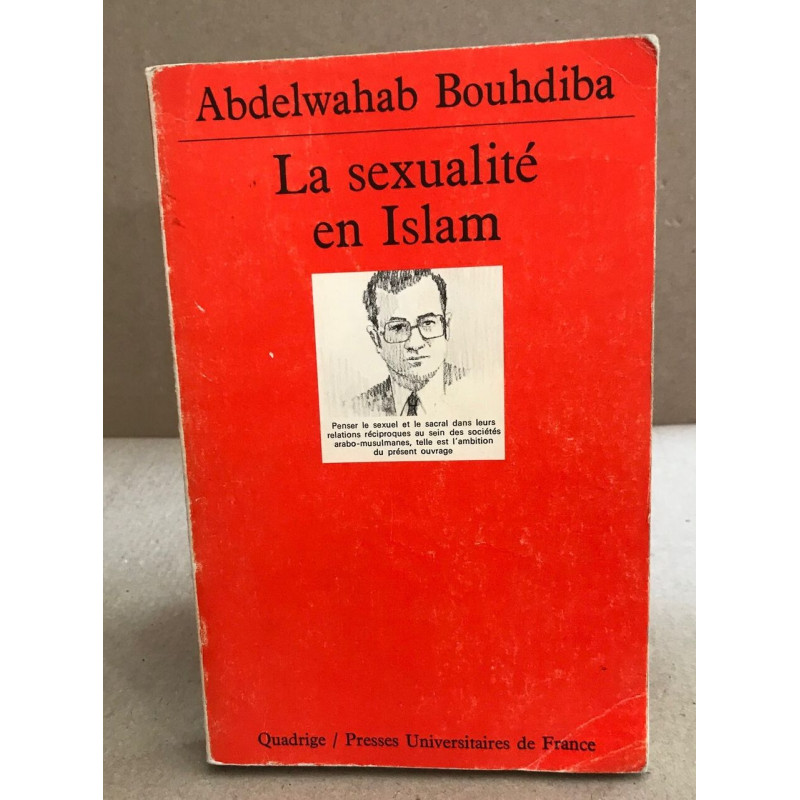 Abdelwahab Bouhdiba
La sexualité
en Islam
Penser le sexuel et le sacral dans leurs
relations réciproques au sein des sociétés
arabo-musulmanes, telle est l'ambition
du présent ouvrage
Quadrige / Presses Universitaires de France